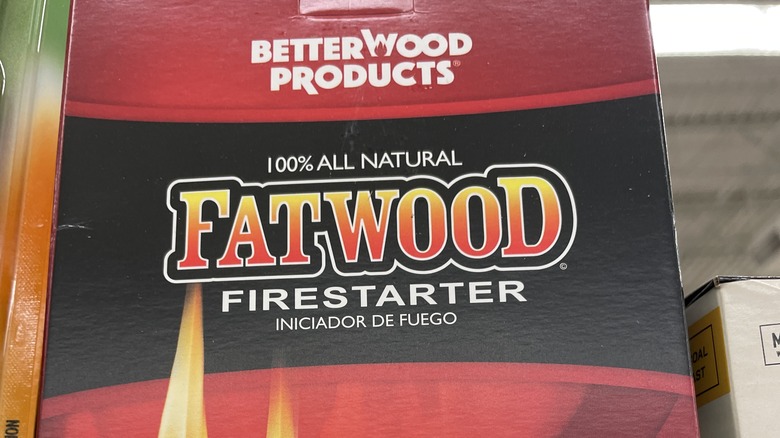 BETTERWOOD
PRODUCTS®
100% ALL NATURAL
FATWOOD
©
FIRESTARTER
INICIADOR DE FUEGO